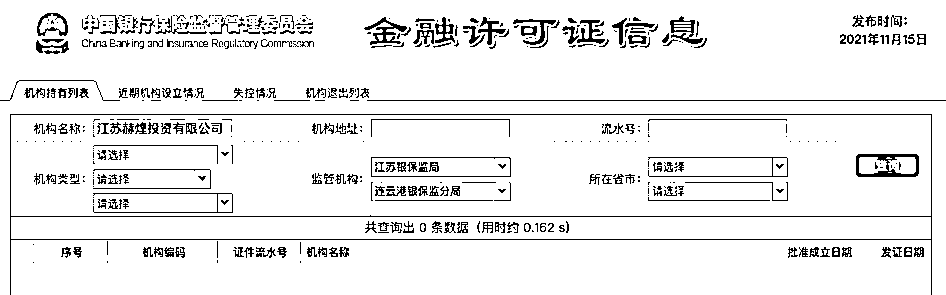 中国银行保险监督管理委员会
China Banking and Insurance Regulatory Commission
金融许可证信息
发布时间：
2021年11月15日
机构持有列表 近期机构设立情况 失控情况 机构退出列表
机构名称： 江苏赫煌投资有限公司 机构地址： 流水号：
请选择
江苏银保监局 请选择
机构类型： 请选择 监管机构： 所在省市： 查询
连云港银保监分局 请选择
请选择
共查询出 0 条数据（用时约 0.162 s）
序号 机构编码 证件流水号 机构名称 批准成立日期 发证日期